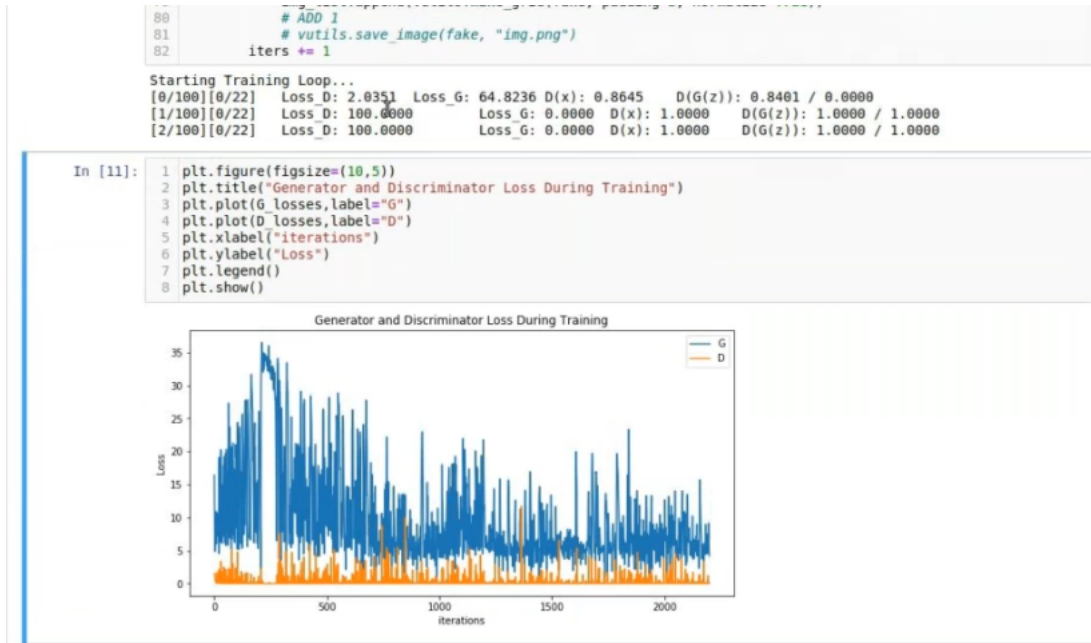 80 # ADD 1
81 # vutils.save_image(fake, "img.png")
82 iters += 1
Starting Training Loop...
[0/100][0/22] Loss_D: 2.0351 Loss_G: 64.8236 D(x): 0.8645 D(G(z)): 0.8401 / 0.0000
[1/100][0/22] Loss_D: 100.0000 Loss_G: 0.0000 D(x): 1.0000 D(G(z)): 1.0000 / 1.0000
[2/100][0/22] Loss_D: 100.0000 Loss_G: 0.0000 D(x): 1.0000 D(G(z)): 1.0000 / 1.0000
In [11]:
1 plt.figure(figsize=(10,5))
2 plt.title("Generator and Discriminator Loss During Training")
3 plt.plot(G_losses,label="G")
4 plt.plot(D_losses,label="D")
5 plt.xlabel("iterations")
6 plt.ylabel("Loss")
7 plt.legend()
8 plt.show()
Generator and Discriminator Loss During Training
G
D
35
30
25
20
15
10
5
0
Loss
0 500 1000 1500 2000
iterations